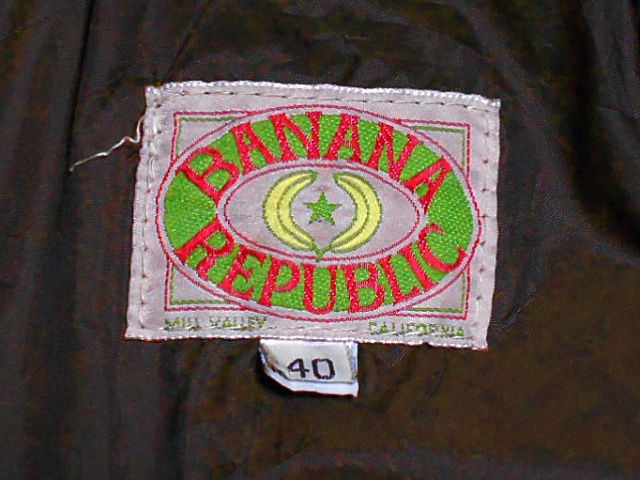 BANANA
REPUBLIC
MILL VALLEY CALIFORNIA
40